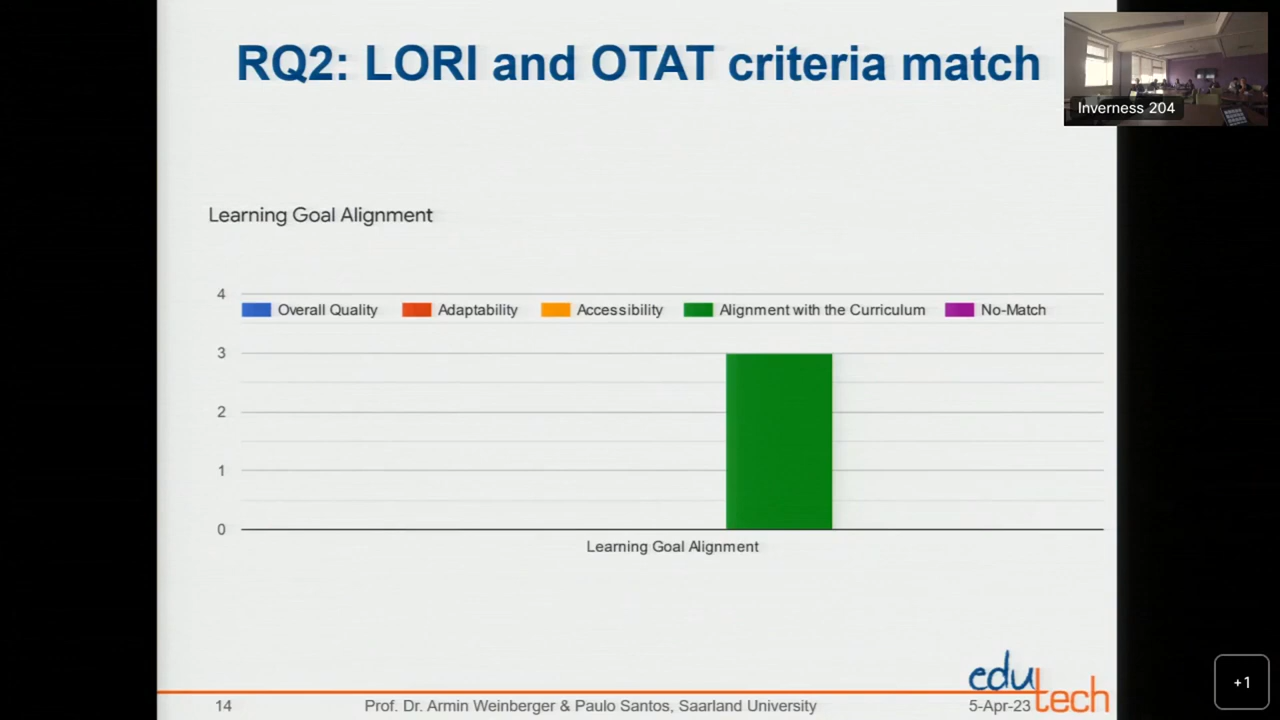 RQ2: LORI and OTAT criteria match
Inverness 204
Learning Goal Alignment
4
Overall Quality Adaptability Accessibility Alignment with the Curriculum No-Match
3
2
1
0
Learning Goal Alignment
edu
tech
14 Prof. Dr. Armin Weinberger & Paulo Santos, Saarland University 5-Apr-23
+1